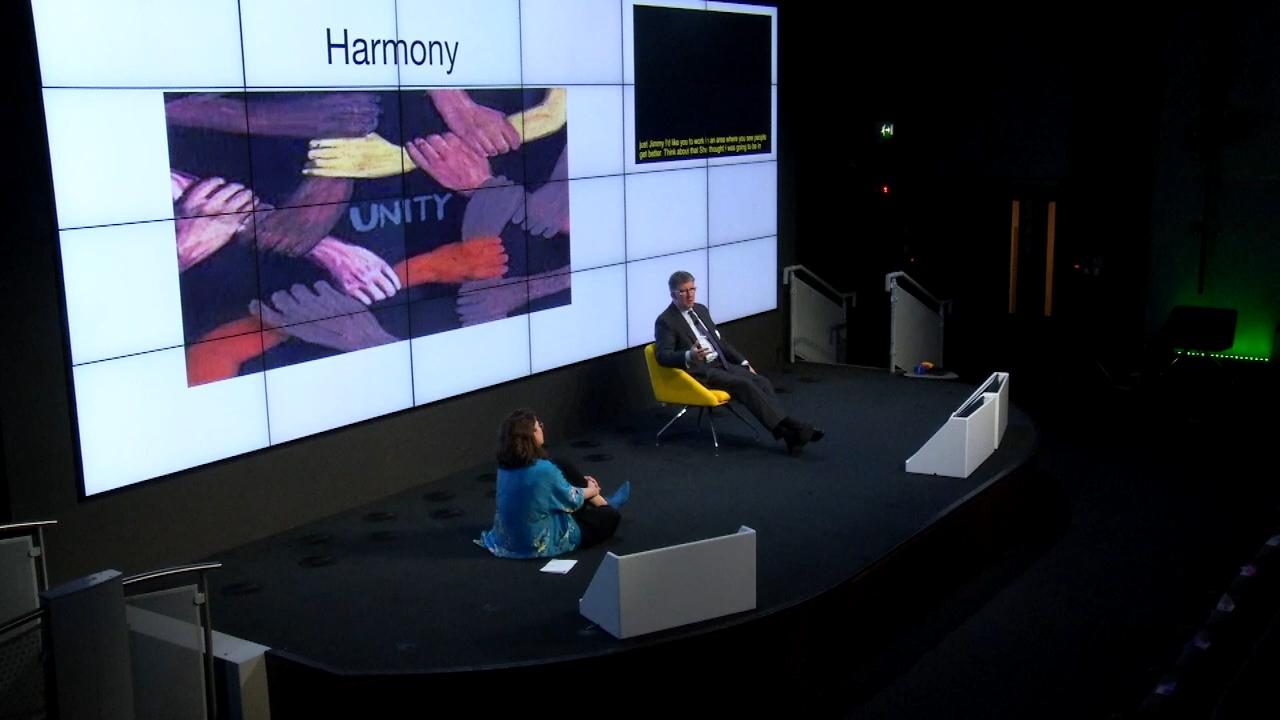 Harmony
UNITY
just Jimmy I'd like you to work in an area where you see people
get better Think about that She thought I was going to be in